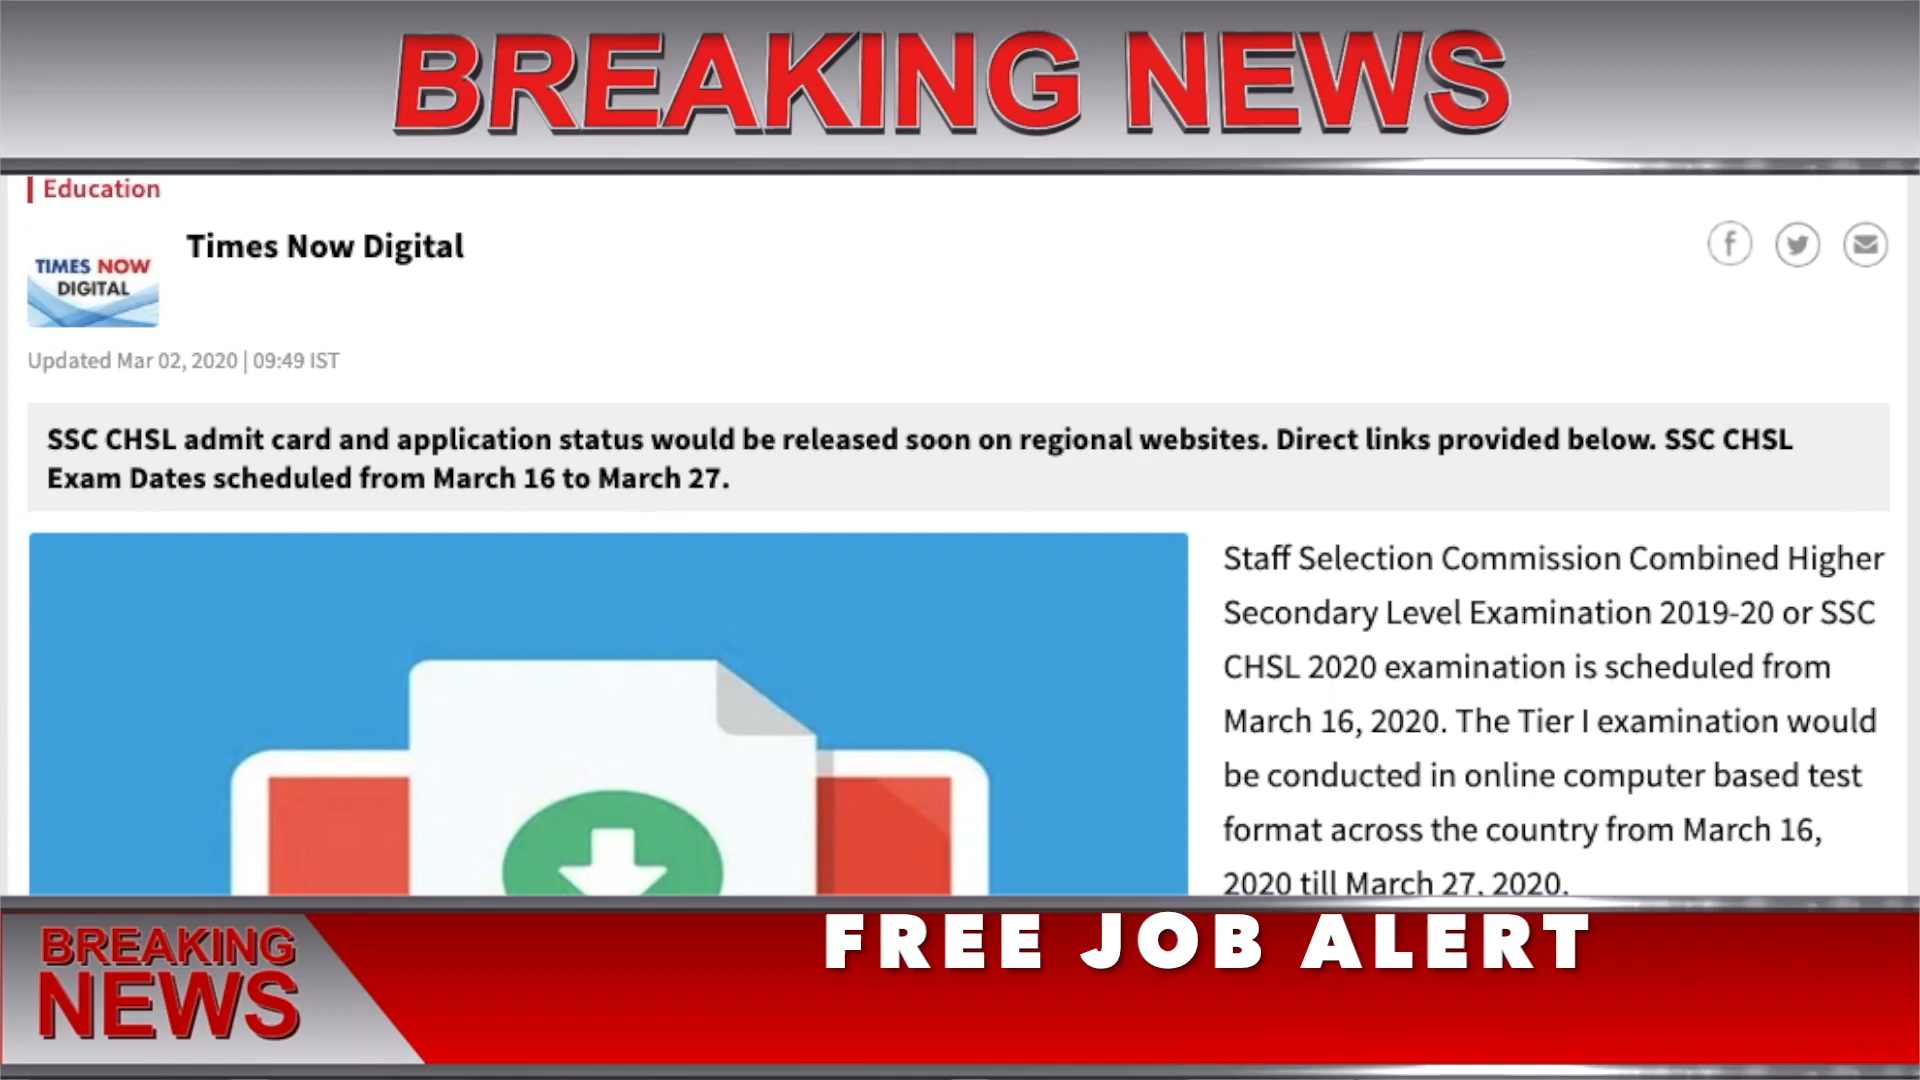 BREAKING NEWS
Education
Times Now Digital
TIMES NOW
DIGITAL
Updated Mar 02, 2020 | 09:49 IST
SSC CHSL admit card and application status would be released soon on regional websites. Direct links provided below. SSC CHSL
Exam Dates scheduled from March 16 to March 27.
Staff Selection Commission Combined Higher
Secondary Level Examination 2019-20 or SSC
CHSL 2020 examination is scheduled from
March 16, 2020. The Tier I examination would
be conducted in online computer based test
format across the country from March 16,
2020 till March 27, 2020.
FREE JOB ALERT
BREAKING
NEWS